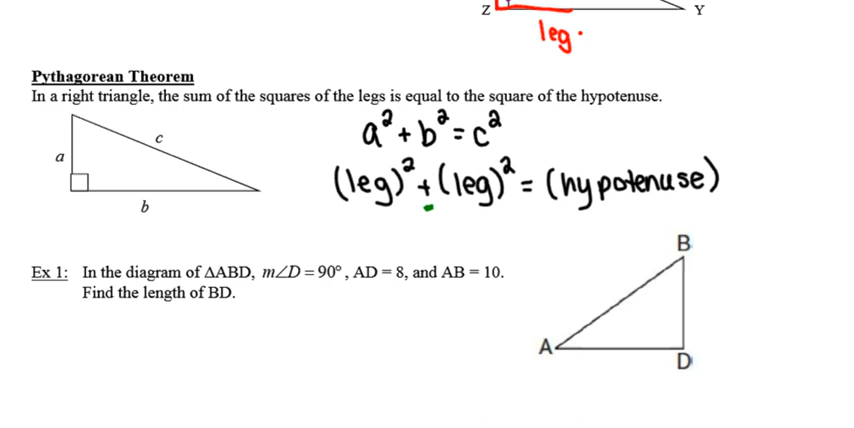 Z Y
leg.
Pythagorean Theorem
In a right triangle, the sum of the squares of the legs is equal to the square of the hypotenuse.
a² + b² = c²
c
a
(leg)² + (leg)² = (hypotenuse)
b
B
Ex 1: In the diagram of ΔABD, m∠D = 90°, AD = 8, and AB = 10.
Find the length of BD.
A
D